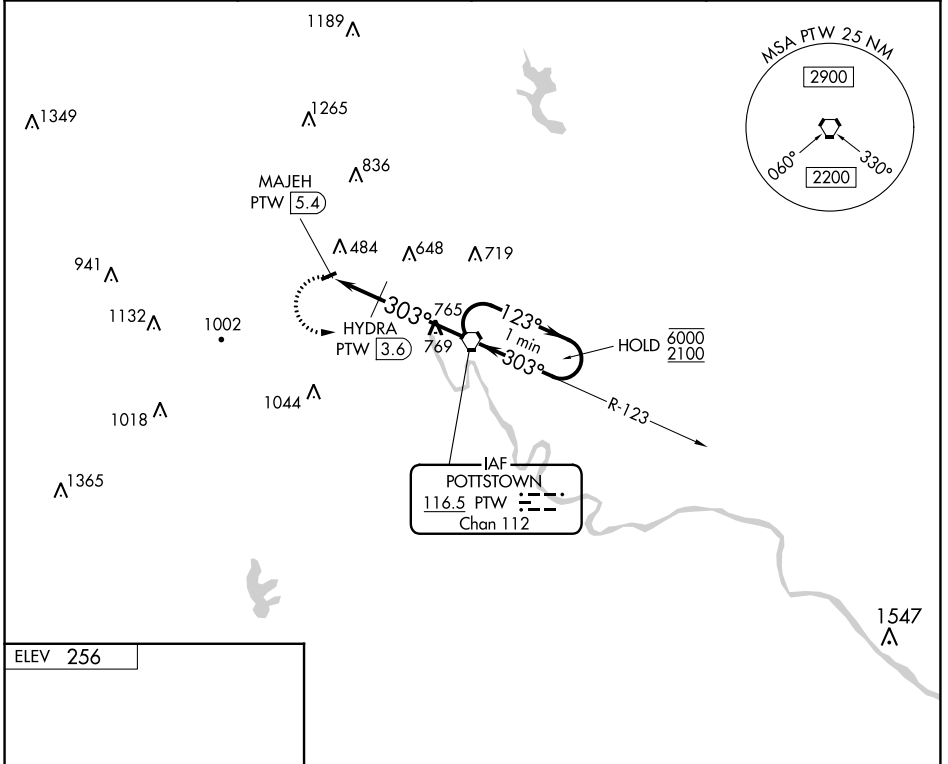 1189
MSA PTW 25 NM
2900
1349
1265
060°
330°
836
2200
MAJEH
PTW 5.4
484
648
719
941
303°
765
123°
1132
1002
HYDRA
1 min
6000
HOLD
PTW 3.6
769
303°
2100
1044
R-123
1018
IAF
1365
POTTSTOWN
116.5 PTW
Chan 112
1547
ELEV 256